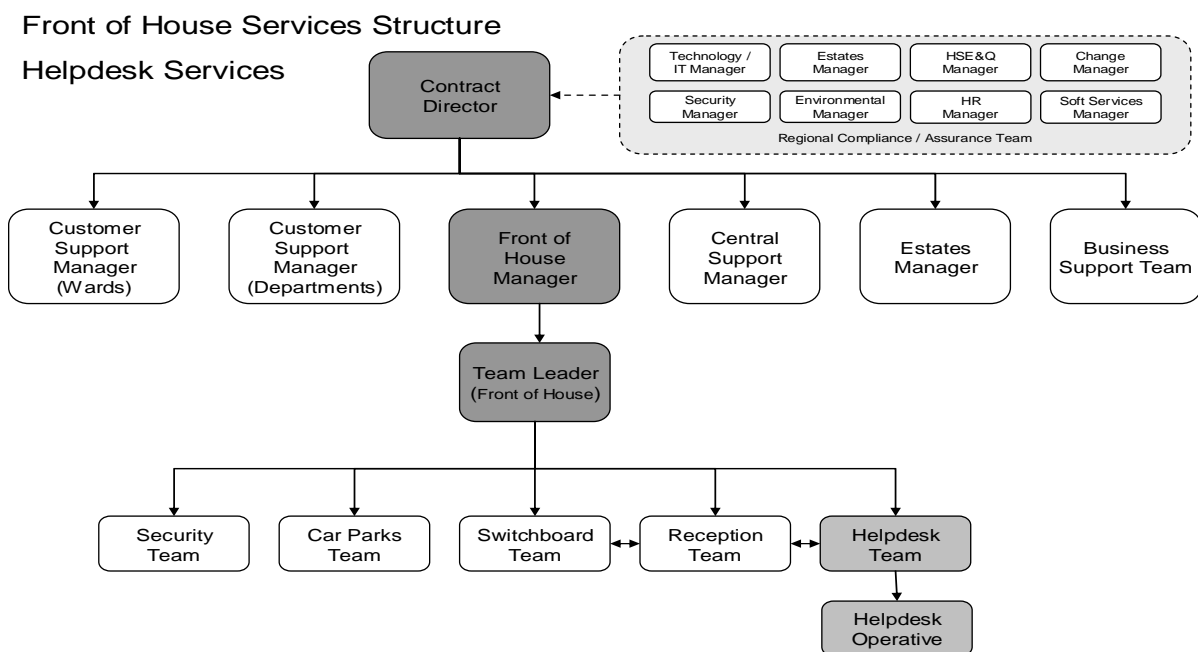 Front of House Services Structure
Helpdesk Services
Contract
Director
Technology /
IT Manager
Estates
Manager
HSE&Q
Manager
Change
Manager
Security
Manager
Environmental
Manager
HR
Manager
Soft Services
Manager
Regional Compliance / Assurance Team
Customer
Support
Manager
(Wards)
Customer
Support
Manager
(Departments)
Front of
House
Manager
Central
Support
Manager
Estates
Manager
Business
Support Team
Team Leader
(Front of House)
Security
Team
Car Parks
Team
Switchboard
Team
Reception
Team
Helpdesk
Team
Helpdesk
Operative